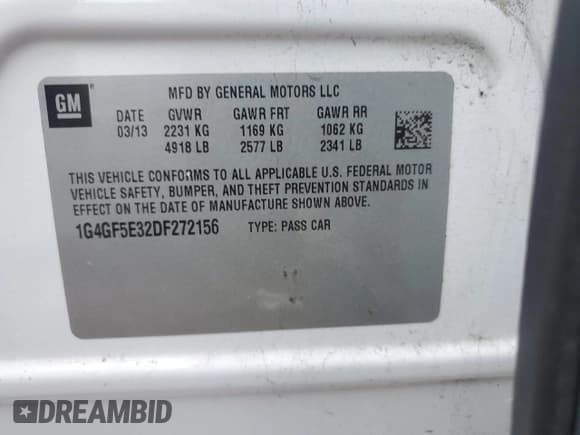 GM
MFD BY GENERAL MOTORS LLC
DATE GVWR GAWR FRT GAWR RR
03/13 2231 KG 1169 KG 1062 KG
4918 LB 2577 LB 2341 LB
THIS VEHICLE CONFORMS TO ALL APPLICABLE U.S. FEDERAL MOTOR
VEHICLE SAFETY, BUMPER, AND THEFT PREVENTION STANDARDS IN
EFFECT ON THE DATE OF MANUFACTURE SHOWN ABOVE.
1G4GF5E32DF272156 TYPE: PASS CAR
DREAMBID